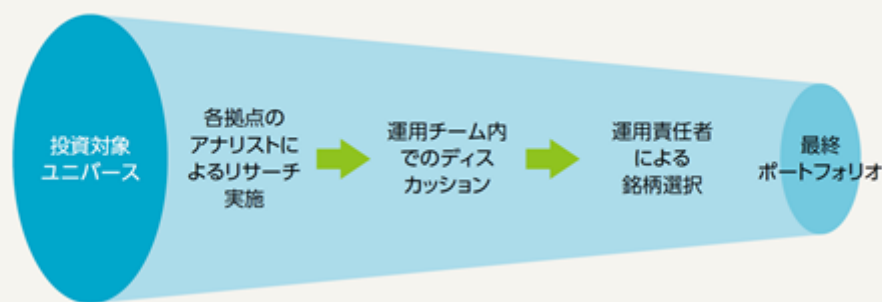 投資対象
ユニバース
各拠点の
アナリストに
よるリサーチ
実施
運用チーム内
でのディス
カッション
運用責任者
による
銘柄選択
最終
ポートフォリオ